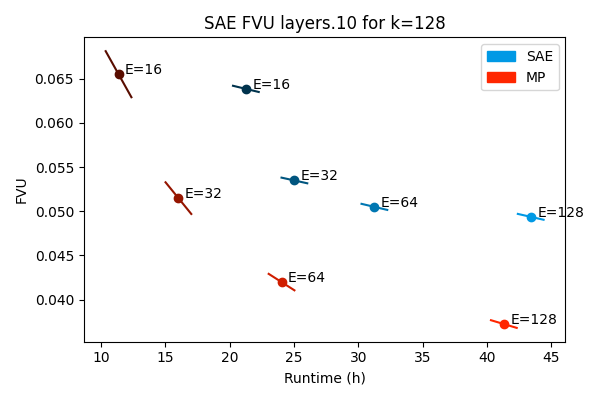 SAE FVU layers.10 for k=128
SAE
MP
E=16
E=16
E=32
E=32
E=64
E=64
E=128
E=128
0.065
0.060
0.055
0.050
0.045
0.040
FVU
10 15 20 25 30 35 40 45
Runtime (h)